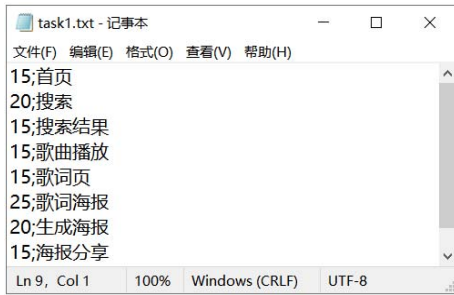 task1.txt - 记事本
文件(F) 编辑(E) 格式(O) 查看(V) 帮助(H)
15;首页
20;搜索
15;搜索结果
15;歌曲播放
15;歌词页
25;歌词海报
20;生成海报
15;海报分享
Ln 9, Col 1 100% Windows (CRLF) UTF-8